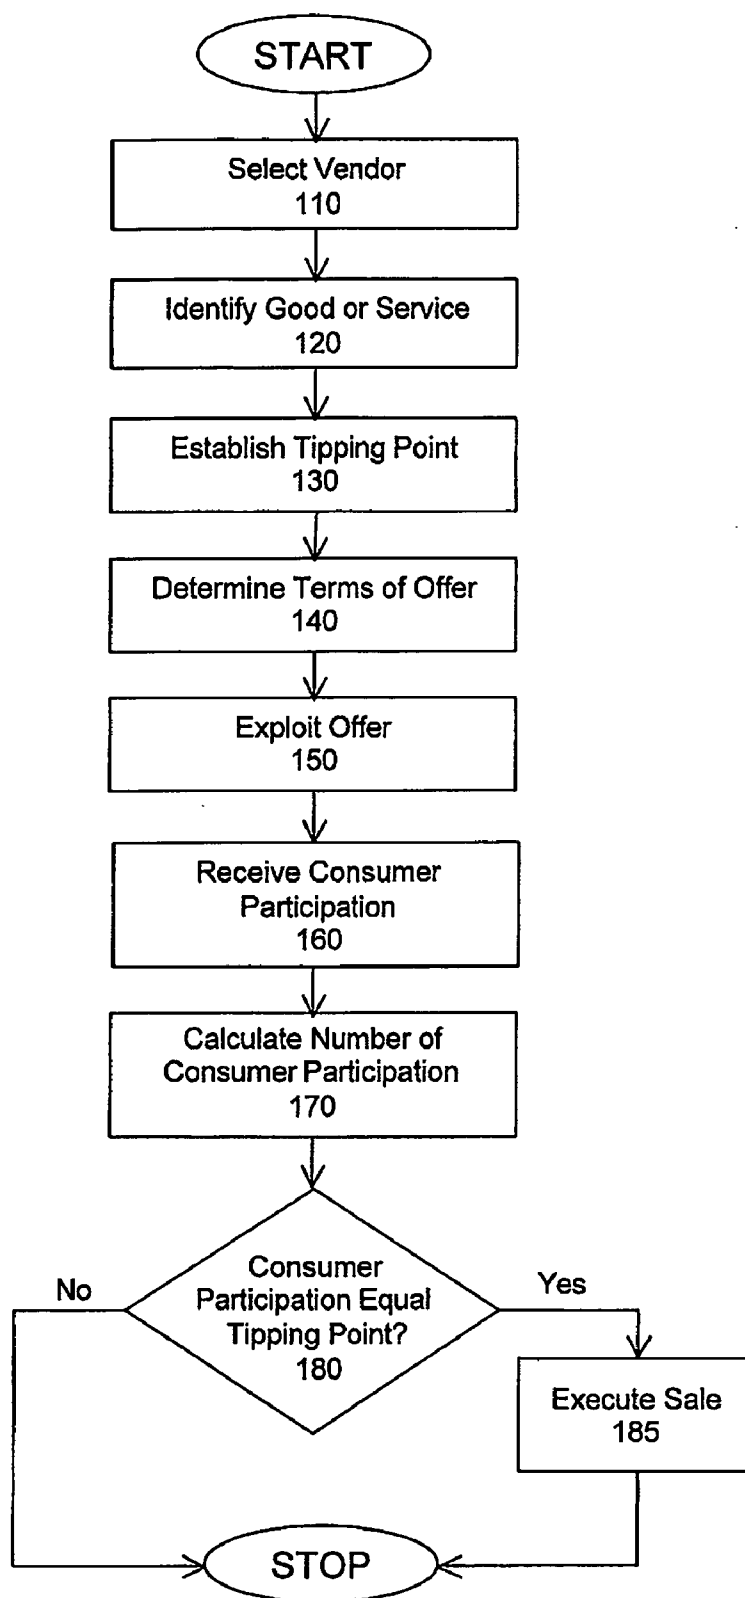 START
Select Vendor
110
Identify Good or Service
120
Establish Tipping Point
130
Determine Terms of Offer
140
Exploit Offer
150
Receive Consumer
Participation
160
Calculate Number of
Consumer Participation
170
No
Consumer
Participation Equal
Tipping Point?
180
Yes
Execute Sale
185
STOP